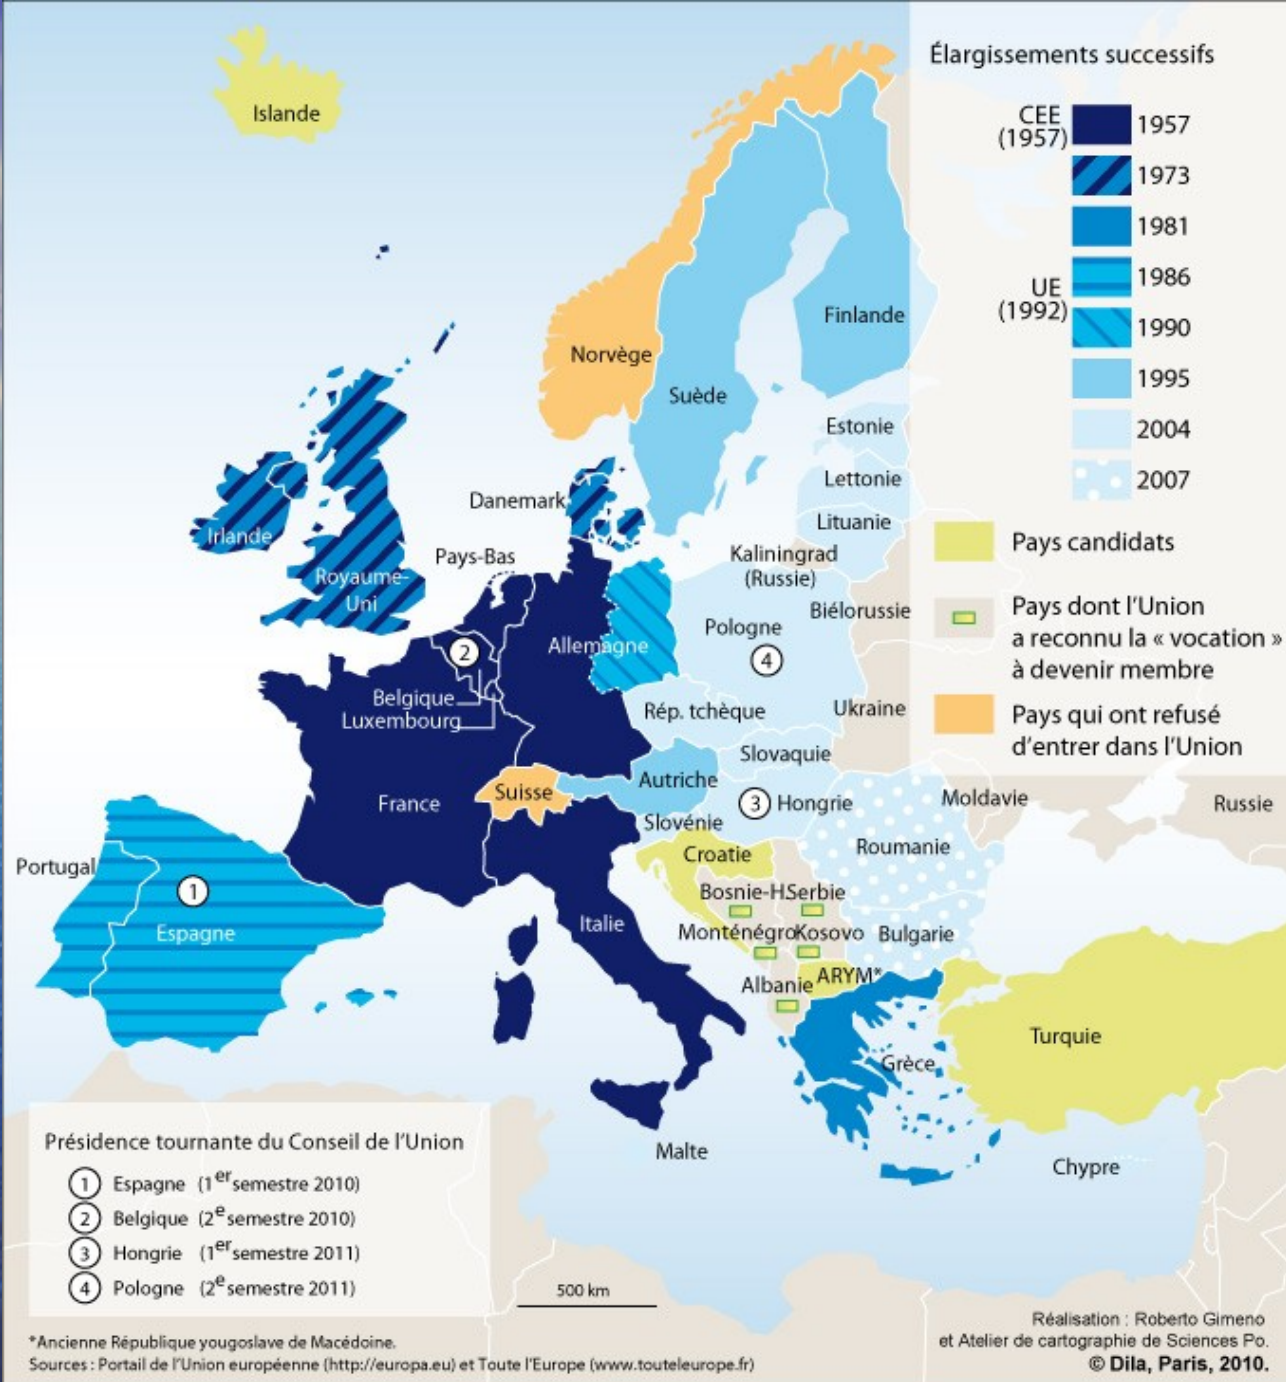 Élargissements successifs
CEE
(1957)
1957
1973
1981
UE
(1992)
1986
1990
1995
2004
2007
Pays candidats
Pays dont l'Union
a reconnu la « vocation »
à devenir membre
Pays qui ont refusé
d'entrer dans l'Union
Islande
Norvège
Finlande
Suède
Estonie
Lettonie
Lituanie
Danemark
Irlande
Royaume-
Uni
Pays-Bas
Kaliningrad
(Russie)
Biélorussie
Pologne
4
Allemagne
2
Belgique
Luxembourg
Rép. tchèque
Ukraine
Slovaquie
Autriche
Suisse
France
3 Hongrie
Moldavie
Russie
Slovénie
Croatie
Roumanie
Portugal
1
Espagne
Italie
Bosnie-H.
Serbie
Monténégro
Kosovo
Bulgarie
Albanie
ARYM*
Grèce
Turquie
Malte
Chypre
Présidence tournante du Conseil de l'Union
1 Espagne (1er semestre 2010)
2 Belgique (2e semestre 2010)
3 Hongrie (1er semestre 2011)
4 Pologne (2e semestre 2011)
500 km
*Ancienne République yougoslave de Macédoine.
Sources : Portail de l'Union européenne (http://europa.eu) et Toute l'Europe (www.touteleurope.fr)
Réalisation : Roberto Gimeno
et Atelier de cartographie de Sciences Po.
© Dila, Paris, 2010.